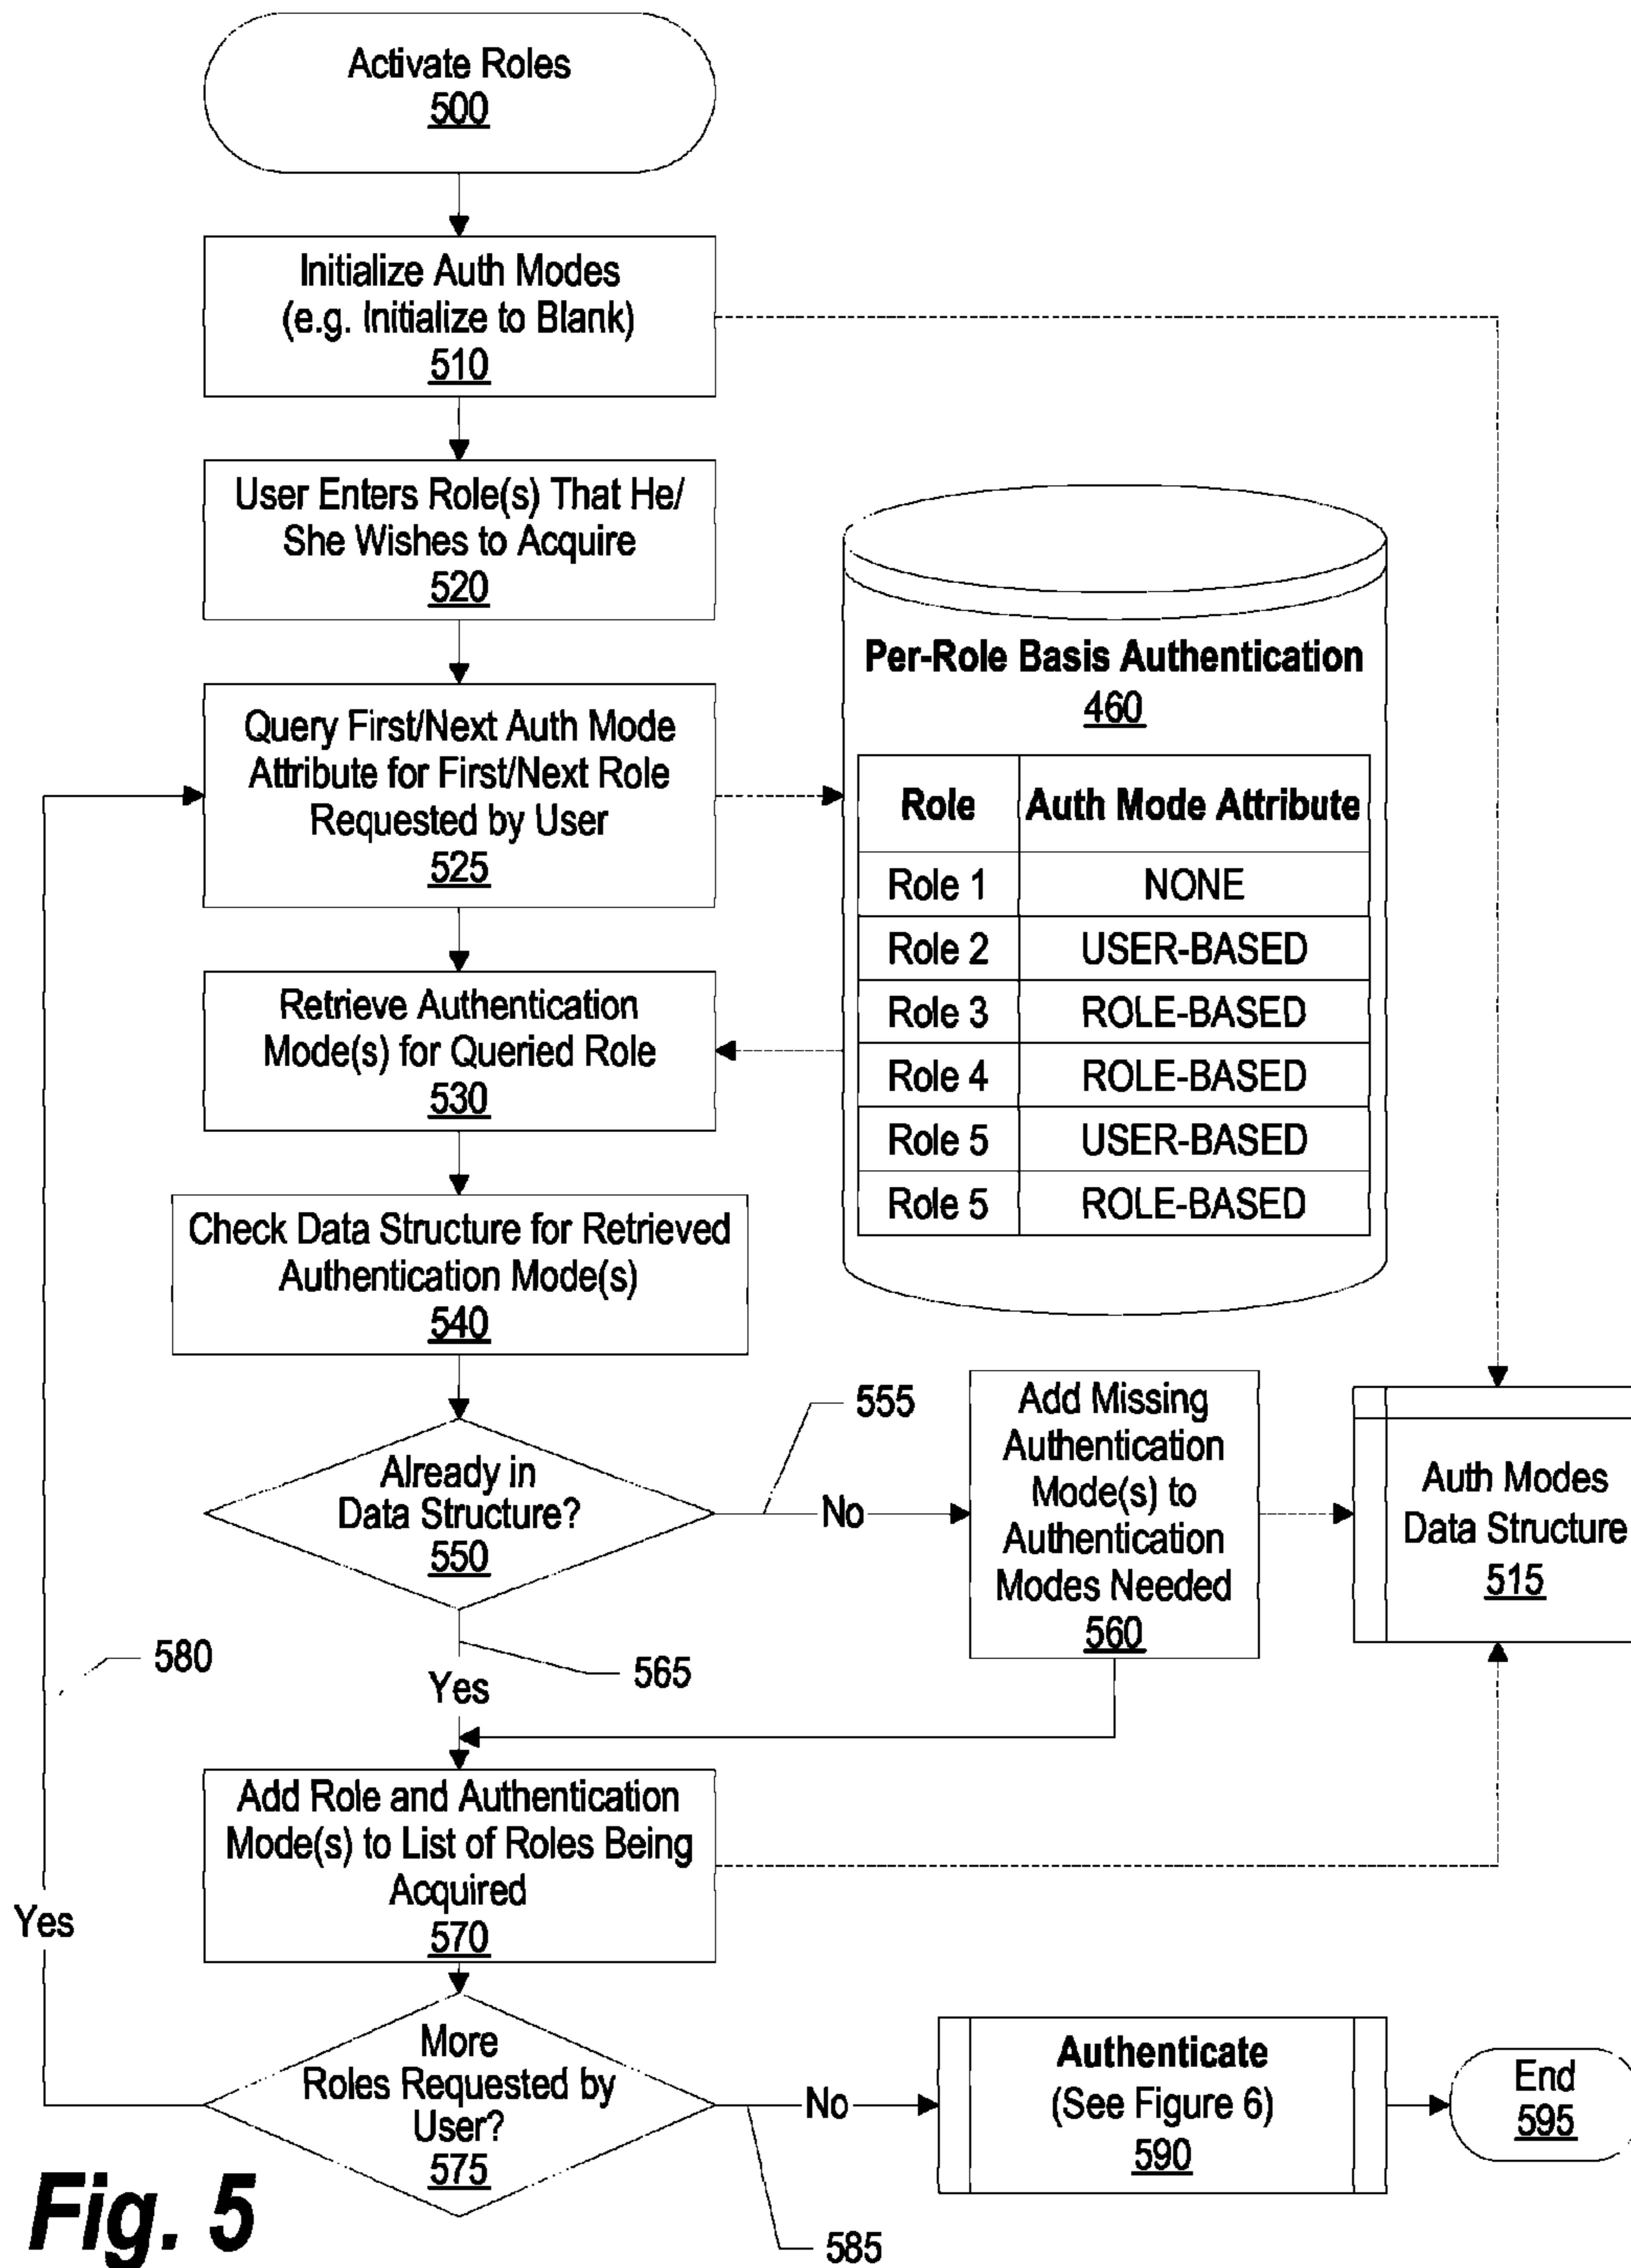 Activate Roles
500
Initialize Auth Modes
(e.g. Initialize to Blank)
510
User Enters Role(s) That He/
She Wishes to Acquire
520
Query First/Next Auth Mode
Attribute for First/Next Role
Requested by User
525
Retrieve Authentication
Mode(s) for Queried Role
530
Per-Role Basis Authentication
460
Role Auth Mode Attribute
Role 1 NONE
Role 2 USER-BASED
Role 3 ROLE-BASED
Role 4 ROLE-BASED
Role 5 USER-BASED
Role 5 ROLE-BASED
Check Data Structure for Retrieved
Authentication Mode(s)
540
Already in
Data Structure?
550
555
No
Add Missing
Authentication
Mode(s) to
Authentication
Modes Needed
560
Auth Modes
Data Structure
515
580
565
Yes
Add Role and Authentication
Mode(s) to List of Roles Being
Acquired
570
Yes
More
Roles Requested by
User?
575
No
585
Authenticate
(See Figure 6)
590
End
595
Fig. 5